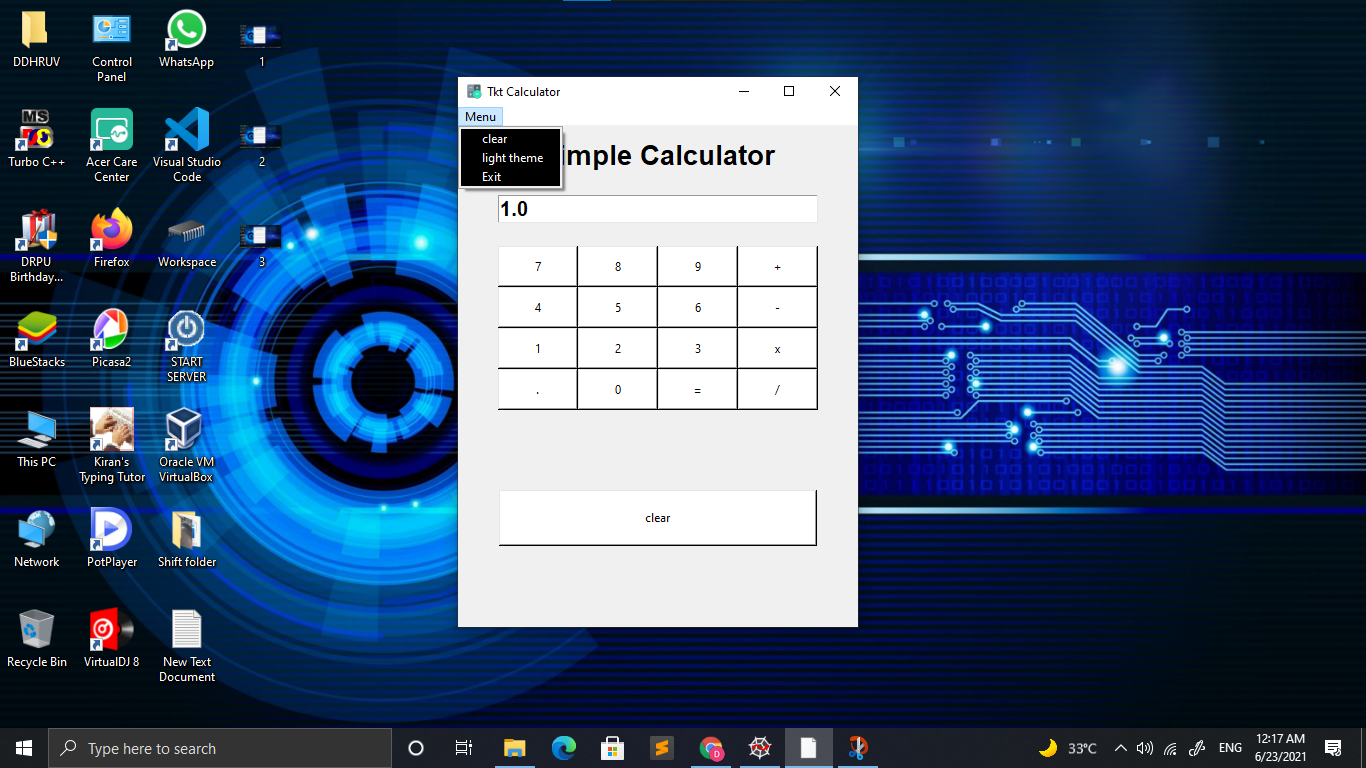 DDHRUV
Control
Panel
WhatsApp
1
MS
Turbo C++
Acer Care
Center
Visual Studio
Code
2
DRPU
Birthday...
Firefox
Workspace
3
BlueStacks
Picasa2
START
SERVER
This PC
Kiran's
Typing Tutor
Oracle VM
VirtualBox
Network
PotPlayer
Shift folder
Recycle Bin
VirtualDJ 8
New Text
Document
Tkt Calculator
Menu
clear
light theme
Exit
imple Calculator
1.0
7 8 9 +
4 5 6 -
1 2 3 x
. 0 = /
clear
Type here to search
D
33°C
ENG
12:17 AM
6/23/2021